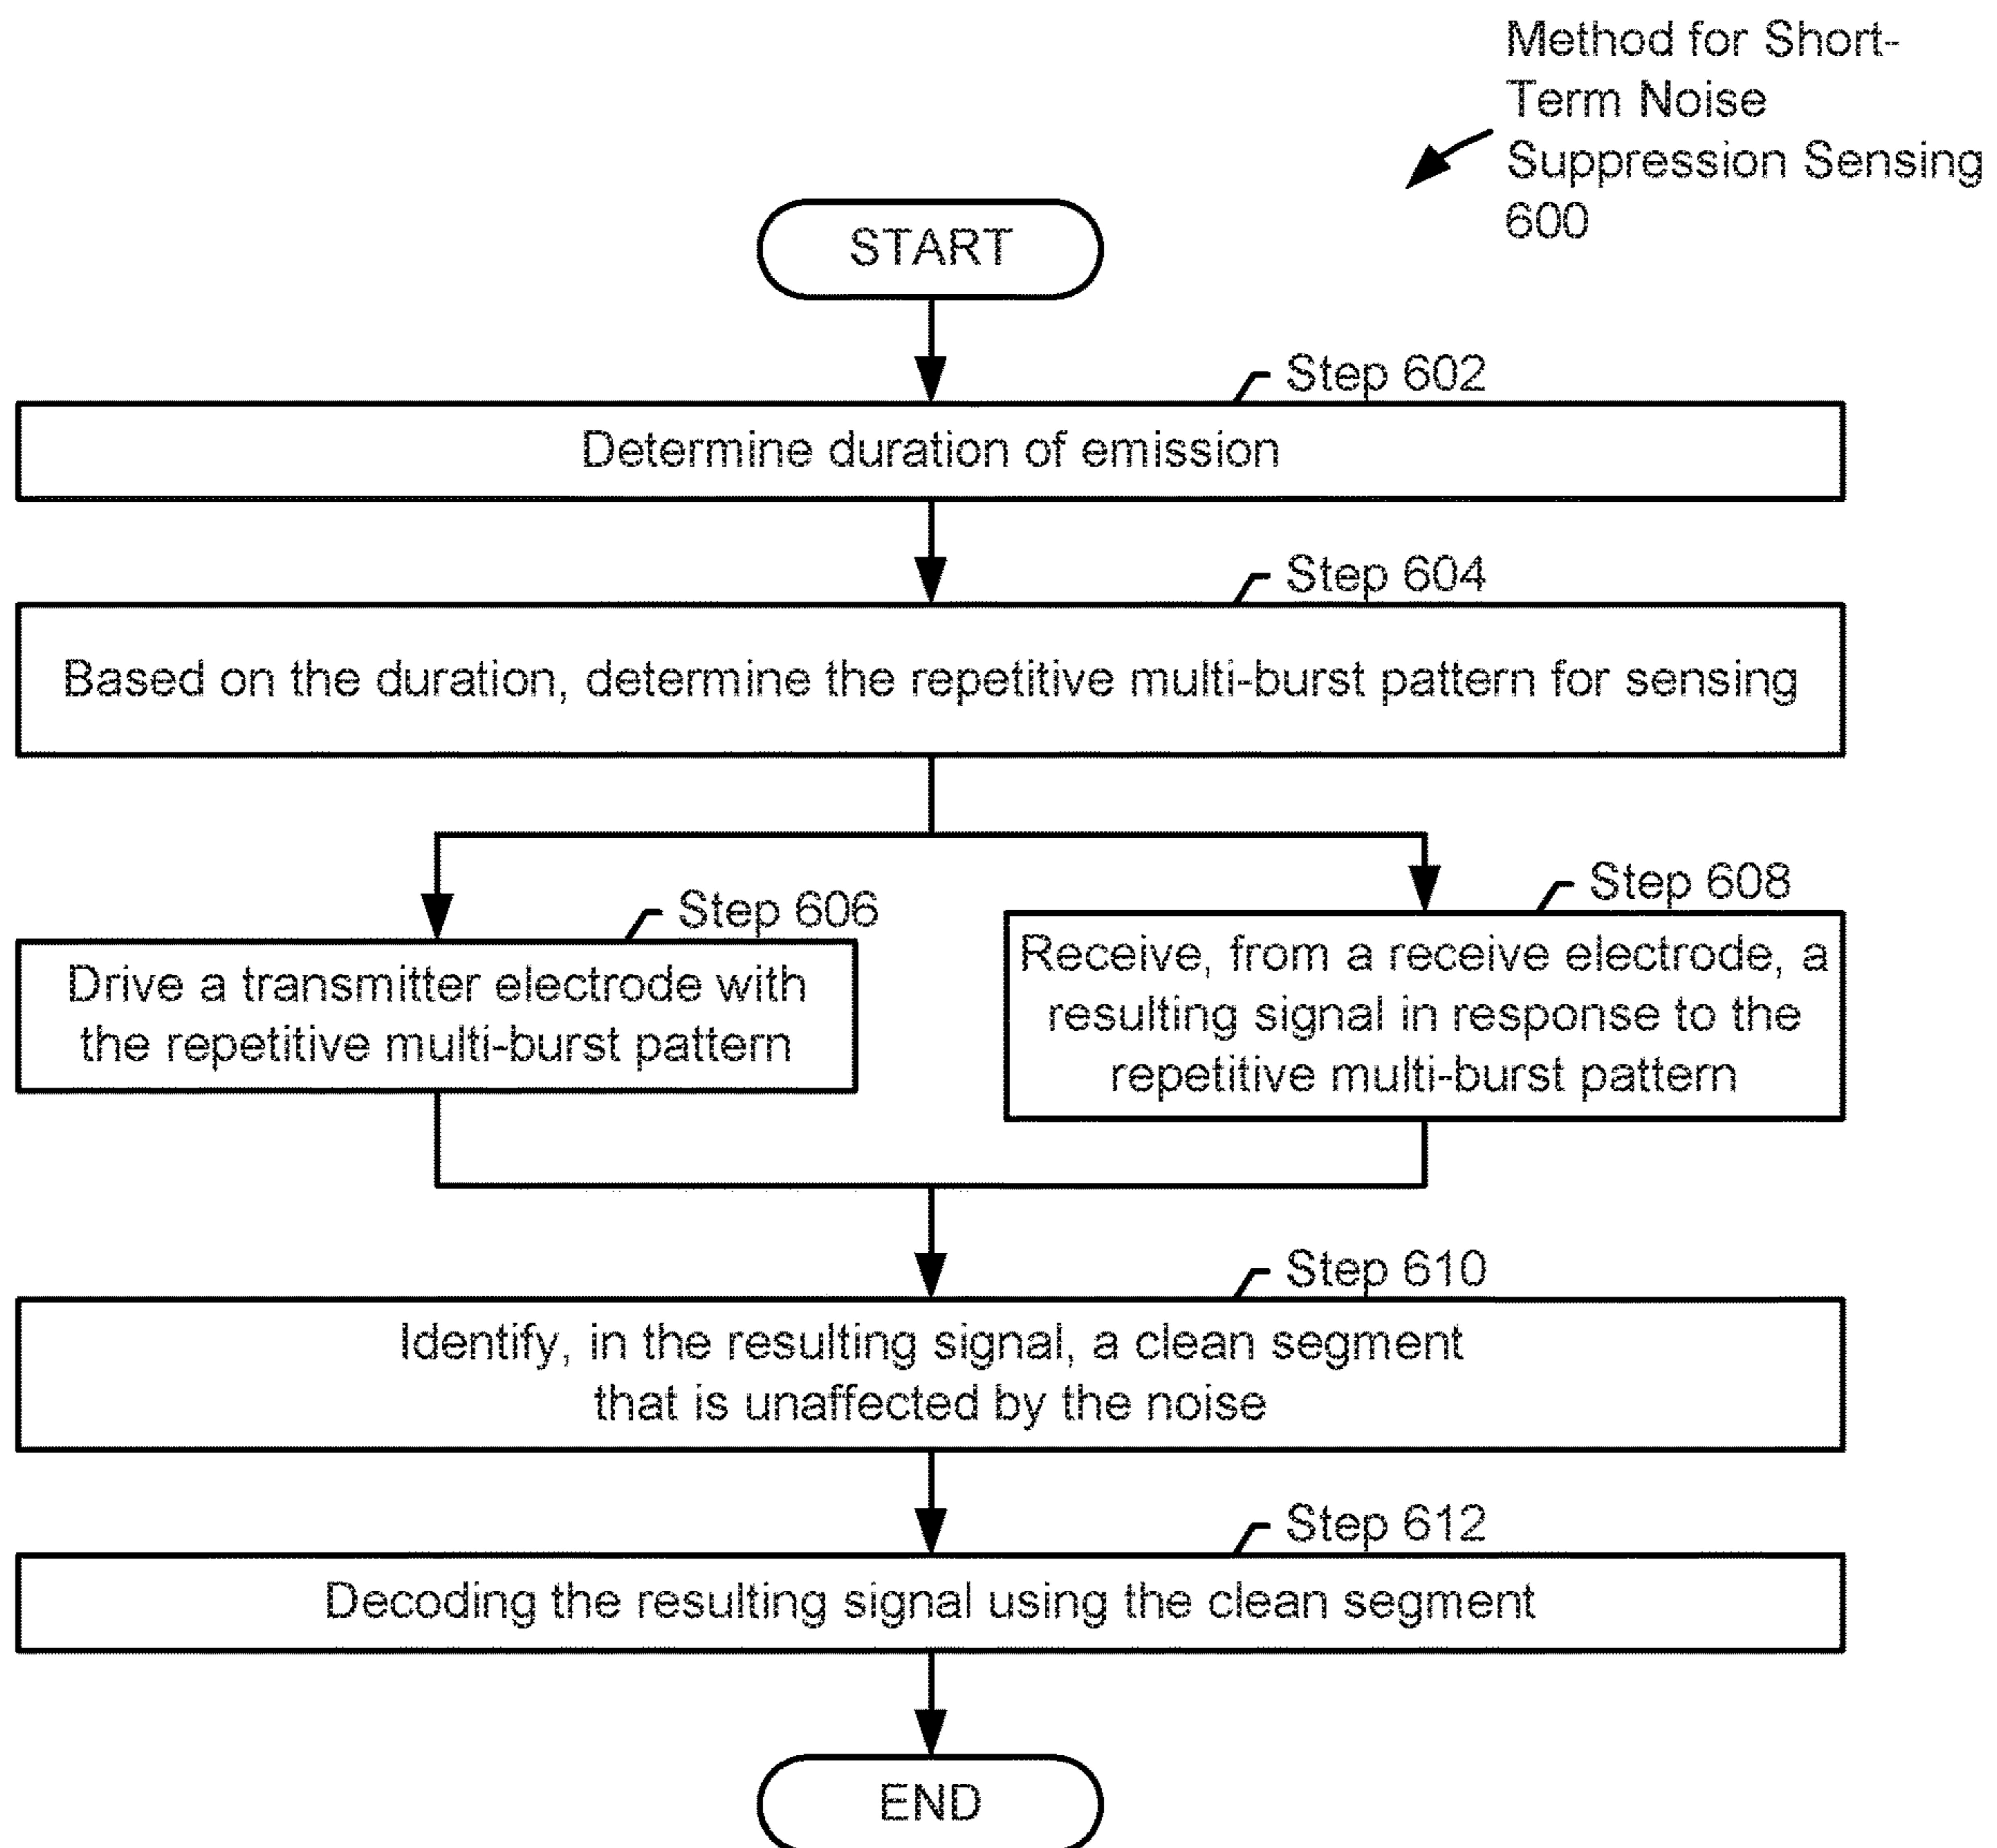 Method for Short-
Term Noise
Suppression Sensing
600
START
Step 602
Determine duration of emission
Step 604
Based on the duration, determine the repetitive multi-burst pattern for sensing
Step 606
Drive a transmitter electrode with
the repetitive multi-burst pattern
Step 608
Receive, from a receive electrode, a
resulting signal in response to the
repetitive multi-burst pattern
Step 610
Identify, in the resulting signal, a clean segment
that is unaffected by the noise
Step 612
Decoding the resulting signal using the clean segment
END